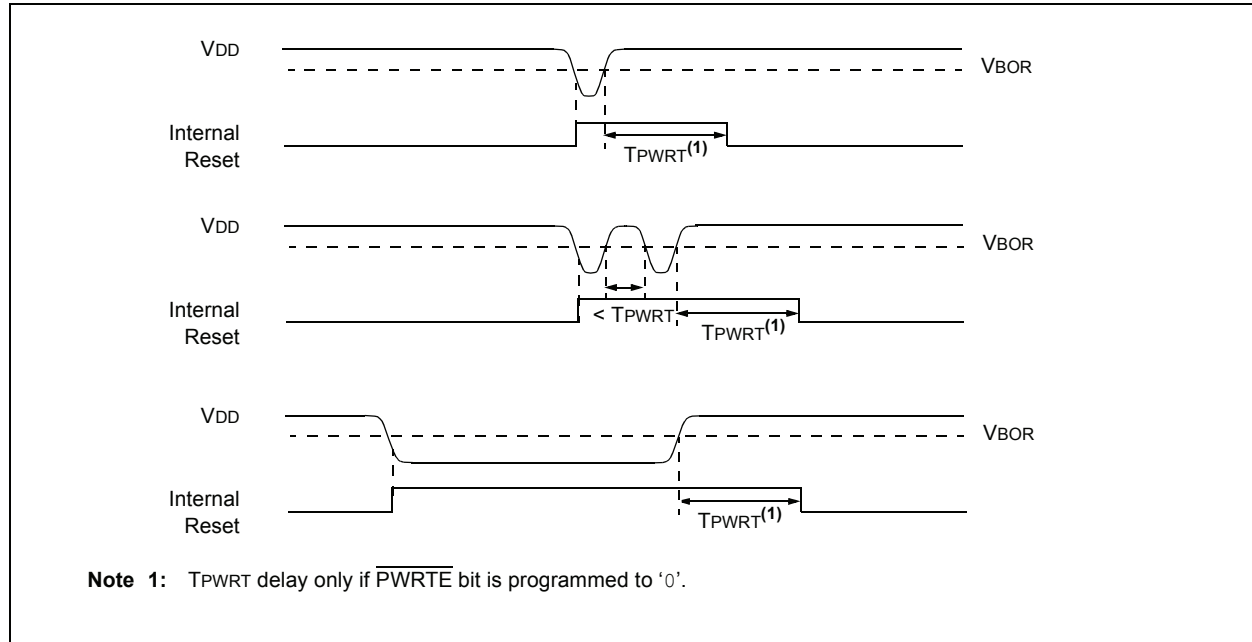 VDD
VBOR
Internal
Reset
TPWRT(1)
VDD
VBOR
Internal
Reset
< TPWRT
TPWRT(1)
VDD
VBOR
Internal
Reset
TPWRT(1)
Note 1: TPWRT delay only if P̅W̅R̅T̅E̅ bit is programmed to ‘0’.